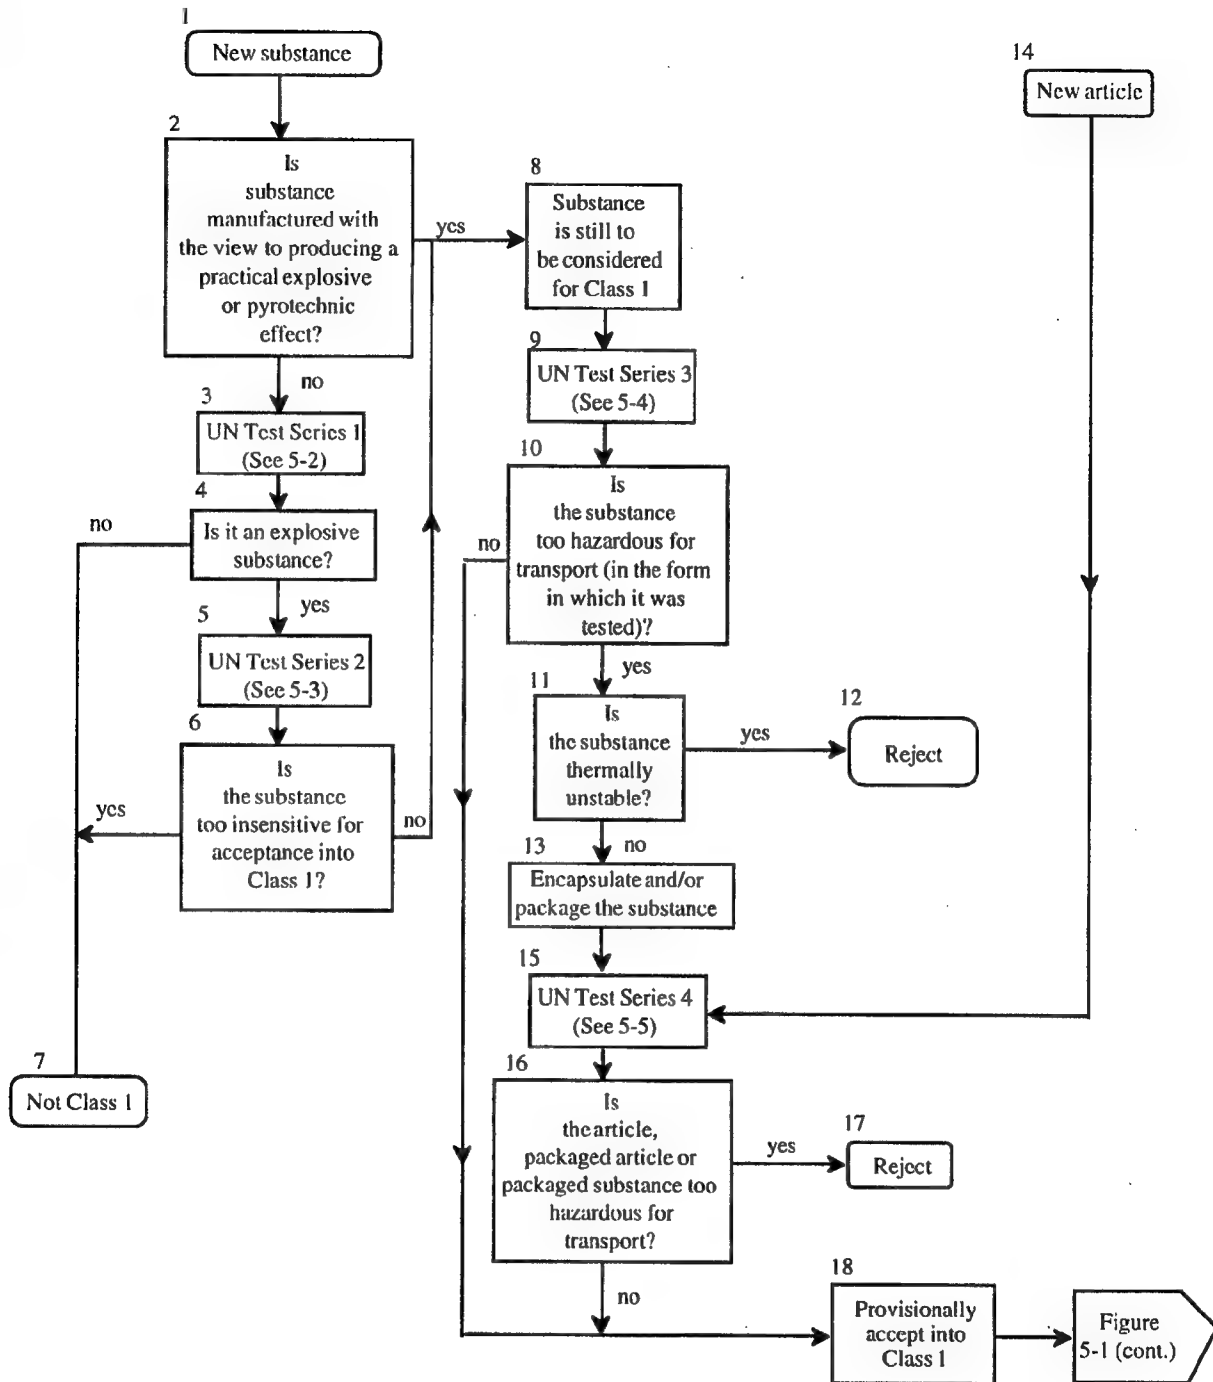 1
New substance
2
Is
substance
manufactured with
the view to producing a
practical explosive
or pyrotechnic
effect?
yes
no
3
UN Test Series 1
(See 5-2)
4
Is it an explosive
substance?
no
yes
5
UN Test Series 2
(See 5-3)
6
Is
the substance
too insensitive for
acceptance into
Class 1?
yes
no
7
Not Class 1
8
Substance
is still to
be considered
for Class 1
9
UN Test Series 3
(See 5-4)
10
Is
the substance
too hazardous for
transport (in the form
in which it was
tested)?
no
yes
11
Is
the substance
thermally
unstable?
yes
12
Reject
no
13
Encapsulate and/or
package the substance
14
New article
15
UN Test Series 4
(See 5-5)
16
Is
the article,
packaged article or
packaged substance too
hazardous for
transport?
yes
17
Reject
no
18
Provisionally
accept into
Class 1
Figure
5-1 (cont.)